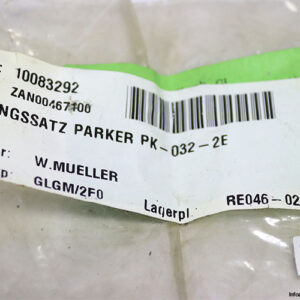 E 10083292
ZAN00467100
NGSSATZ PARKER PK-032-2E
r: W.MUELLER
p: GLGM/2F0
Lagerpl. RE046-02